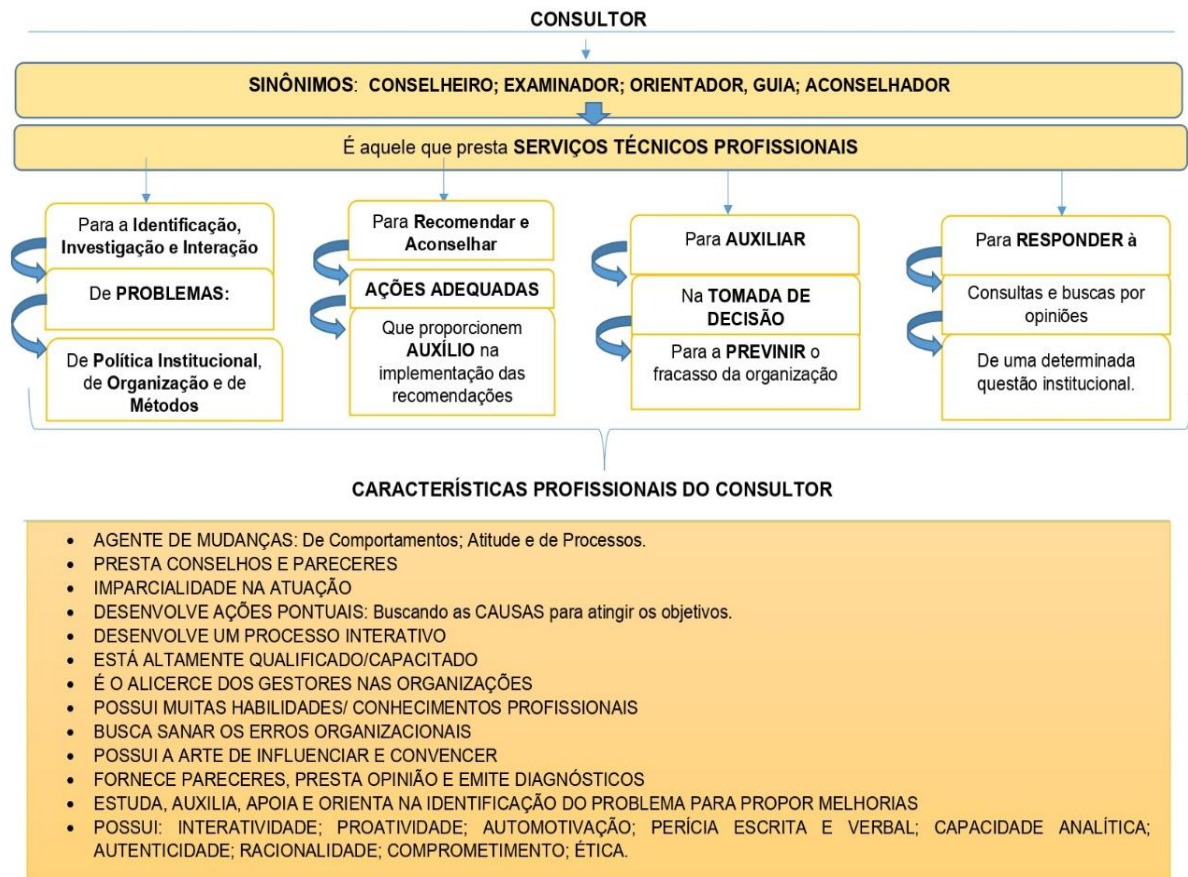 CONSULTOR
SINÔNIMOS: CONSELHEIRO; EXAMINADOR; ORIENTADOR, GUIA; ACONSELHADOR
É aquele que presta SERVIÇOS TÉCNICOS PROFISSIONAIS
Para a Identificação,
Investigação e Interação
De PROBLEMAS:
De Política Institucional,
de Organização e de
Métodos
Para Recomendar e
Aconselhar
AÇÕES ADEQUADAS
Que proporcionem
AUXÍLIO na
implementação das
recomendações
Para AUXILIAR
Na TOMADA DE
DECISÃO
Para a PREVINIR o
fracasso da organização
Para RESPONDER à
Consultas e buscas por
opiniões
De uma determinada
questão institucional.
CARACTERÍSTICAS PROFISSIONAIS DO CONSULTOR
• AGENTE DE MUDANÇAS: De Comportamentos; Atitude e de Processos.
• PRESTA CONSELHOS E PARECERES
• IMPARCIALIDADE NA ATUAÇÃO
• DESENVOLVE AÇÕES PONTUAIS: Buscando as CAUSAS para atingir os objetivos.
• DESENVOLVE UM PROCESSO INTERATIVO
• ESTÁ ALTAMENTE QUALIFICADO/CAPACITADO
• É O ALICERCE DOS GESTORES NAS ORGANIZAÇÕES
• POSSUI MUITAS HABILIDADES/ CONHECIMENTOS PROFISSIONAIS
• BUSCA SANAR OS ERROS ORGANIZACIONAIS
• POSSUI A ARTE DE INFLUENCIAR E CONVENCER
• FORNECE PARECERES, PRESTA OPINIÃO E EMITE DIAGNÓSTICOS
• ESTUDA, AUXILIA, APOIA E ORIENTA NA IDENTIFICAÇÃO DO PROBLEMA PARA PROPOR MELHORIAS
• POSSUI: INTERATIVIDADE; PROATIVIDADE; AUTOMOTIVAÇÃO; PERÍCIA ESCRITA E VERBAL; CAPACIDADE ANALÍTICA;
AUTENTICIDADE; RACIONALIDADE; COMPROMETIMENTO; ÉTICA.